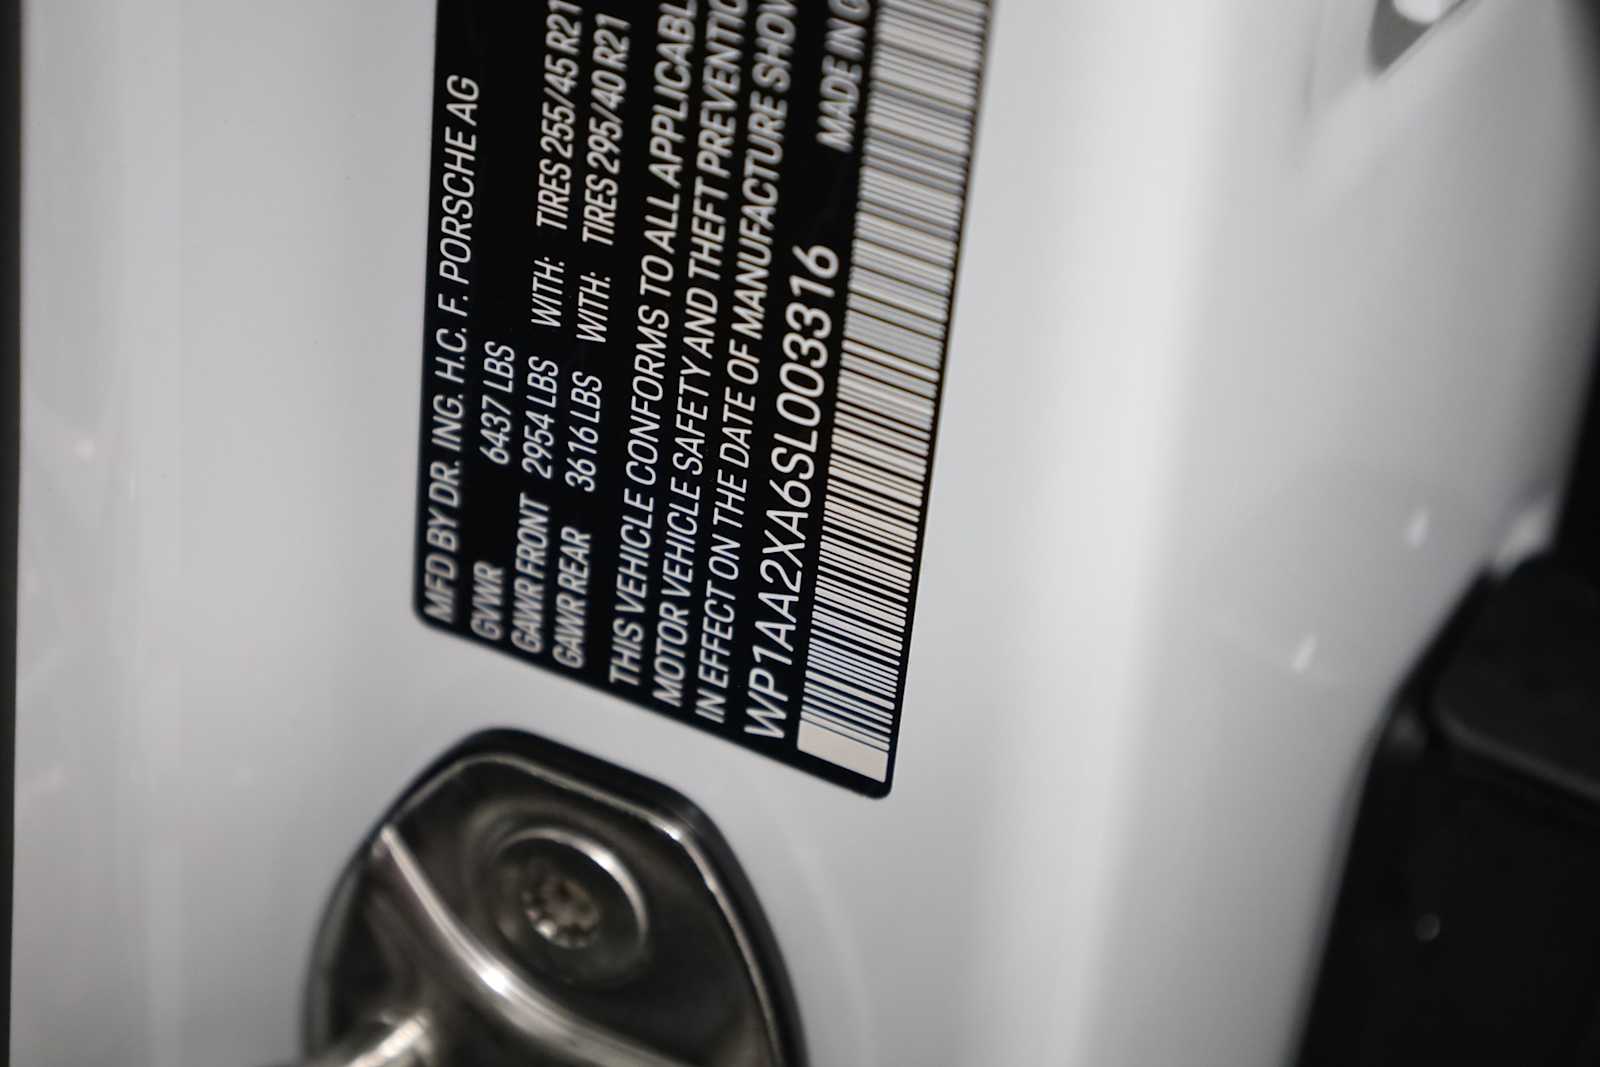 MFD BY DR. ING. H.C. F. PORSCHE AG
GVWR 6437 LBS
GAWR FRONT 2954 LBS WITH: TIRES 255/45 R21
GAWR REAR 3616 LBS WITH: TIRES 295/40 R21
THIS VEHICLE CONFORMS TO ALL APPLICABL
MOTOR VEHICLE SAFETY AND THEFT PREVENTIO
IN EFFECT ON THE DATE OF MANUFACTURE SHOW
WP1AA2XA6SL003316 MADE IN G